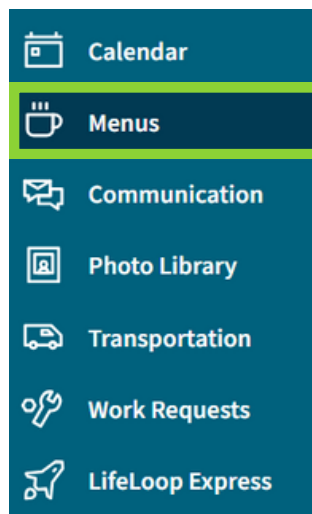 Calendar
Menus
Communication
Photo Library
Transportation
Work Requests
LifeLoop Express